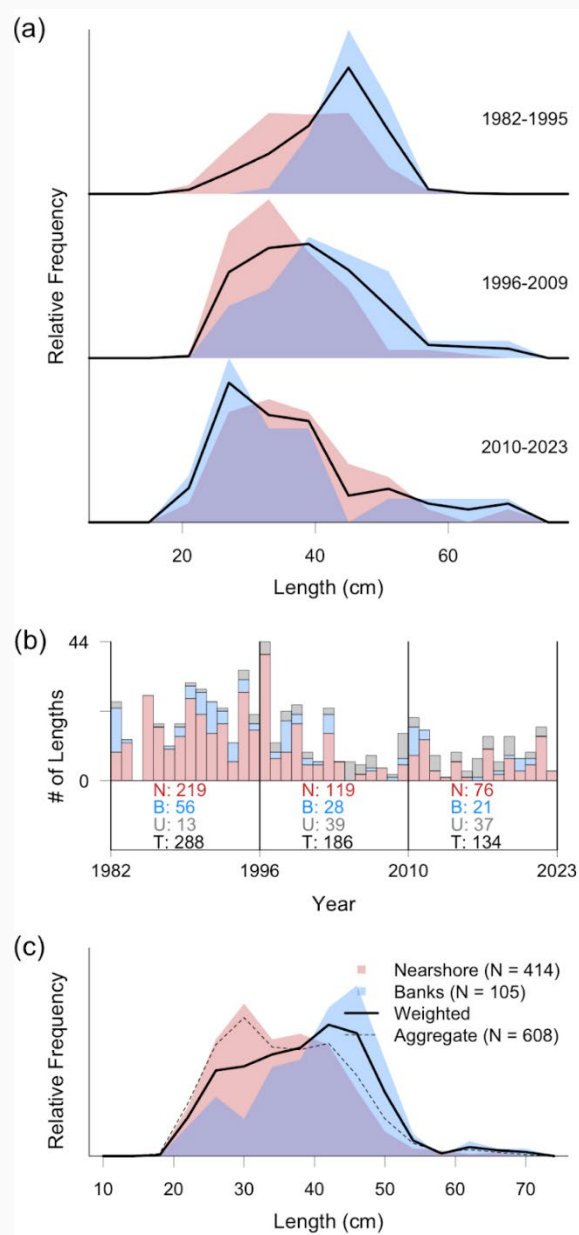 (a)
1982-1995
1996-2009
2010-2023
Relative Frequency
20 40 60
Length (cm)
(b)
44
0
# of Lengths
N: 219 N: 119 N: 76
B: 56 B: 28 B: 21
U: 13 U: 39 U: 37
T: 288 T: 186 T: 134
1982 1996 2010 2023
Year
(c)
Nearshore (N = 414)
Banks (N = 105)
Weighted
Aggregate (N = 608)
Relative Frequency
10 20 30 40 50 60 70
Length (cm)